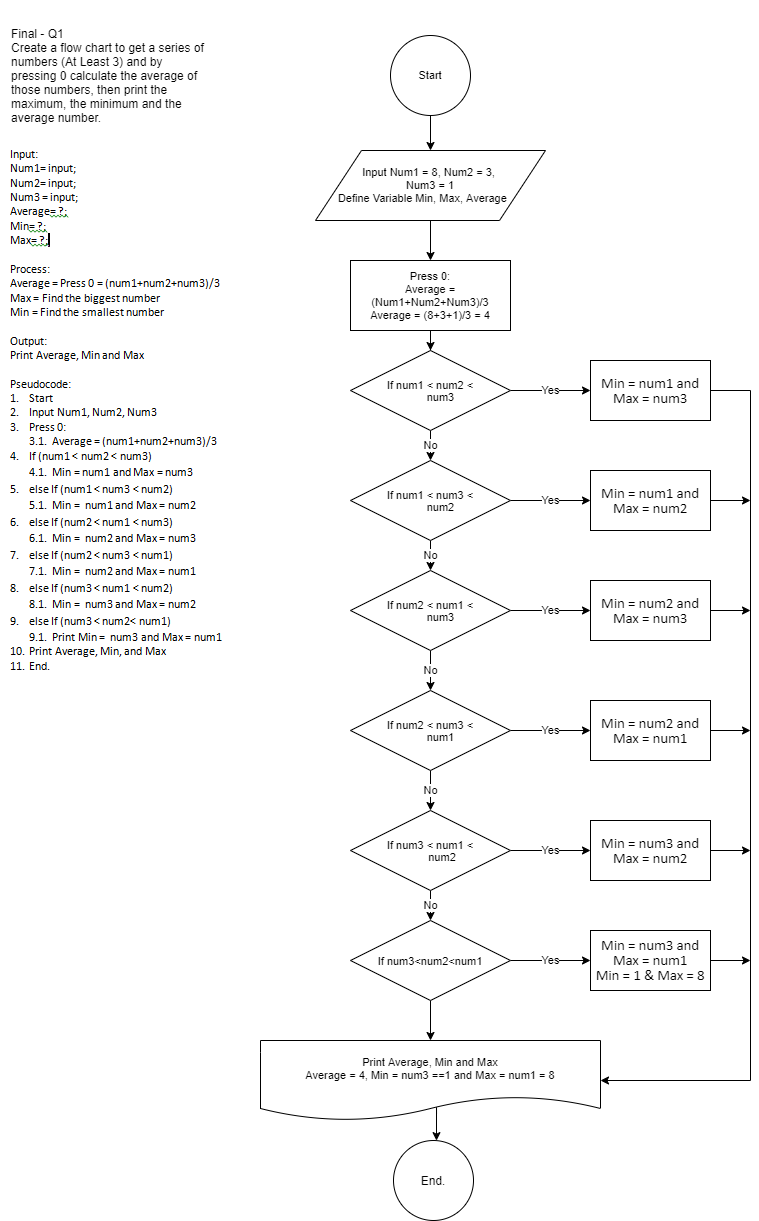 Final - Q1
Create a flow chart to get a series of
numbers (At Least 3) and by
pressing 0 calculate the average of
those numbers, then print the
maximum, the minimum and the
average number.
Input:
Num1= input;
Num2= input;
Num3 = input;
Average= ?;
Min= ?;
Max= ?;
Process:
Average = Press 0 = (num1+num2+num3)/3
Max = Find the biggest number
Min = Find the smallest number
Output:
Print Average, Min and Max
Pseudocode:
1. Start
2. Input Num1, Num2, Num3
3. Press 0:
3.1. Average = (num1+num2+num3)/3
4. If (num1 < num2 < num3)
4.1. Min = num1 and Max = num3
5. else If (num1 < num3 < num2)
5.1. Min = num1 and Max = num2
6. else If (num2 < num1 < num3)
6.1. Min = num2 and Max = num3
7. else If (num2 < num3 < num1)
7.1. Min = num2 and Max = num1
8. else If (num3 < num1 < num2)
8.1. Min = num3 and Max = num2
9. else If (num3 < num2< num1)
9.1. Print Min = num3 and Max = num1
10. Print Average, Min, and Max
11. End.
Start
Input Num1 = 8, Num2 = 3,
Num3 = 1
Define Variable Min, Max, Average
Press 0:
Average =
(Num1+Num2+Num3)/3
Average = (8+3+1)/3 = 4
If num1 < num2 <
num3
Yes
Min = num1 and
Max = num3
No
If num1 < num3 <
num2
Yes
Min = num1 and
Max = num2
No
If num2 < num1 <
num3
Yes
Min = num2 and
Max = num3
No
If num2 < num3 <
num1
Yes
Min = num2 and
Max = num1
No
If num3 < num1 <
num2
Yes
Min = num3 and
Max = num2
No
If num3<num2<num1
Yes
Min = num3 and
Max = num1
Min = 1 & Max = 8
Print Average, Min and Max
Average = 4, Min = num3 ==1 and Max = num1 = 8
End.